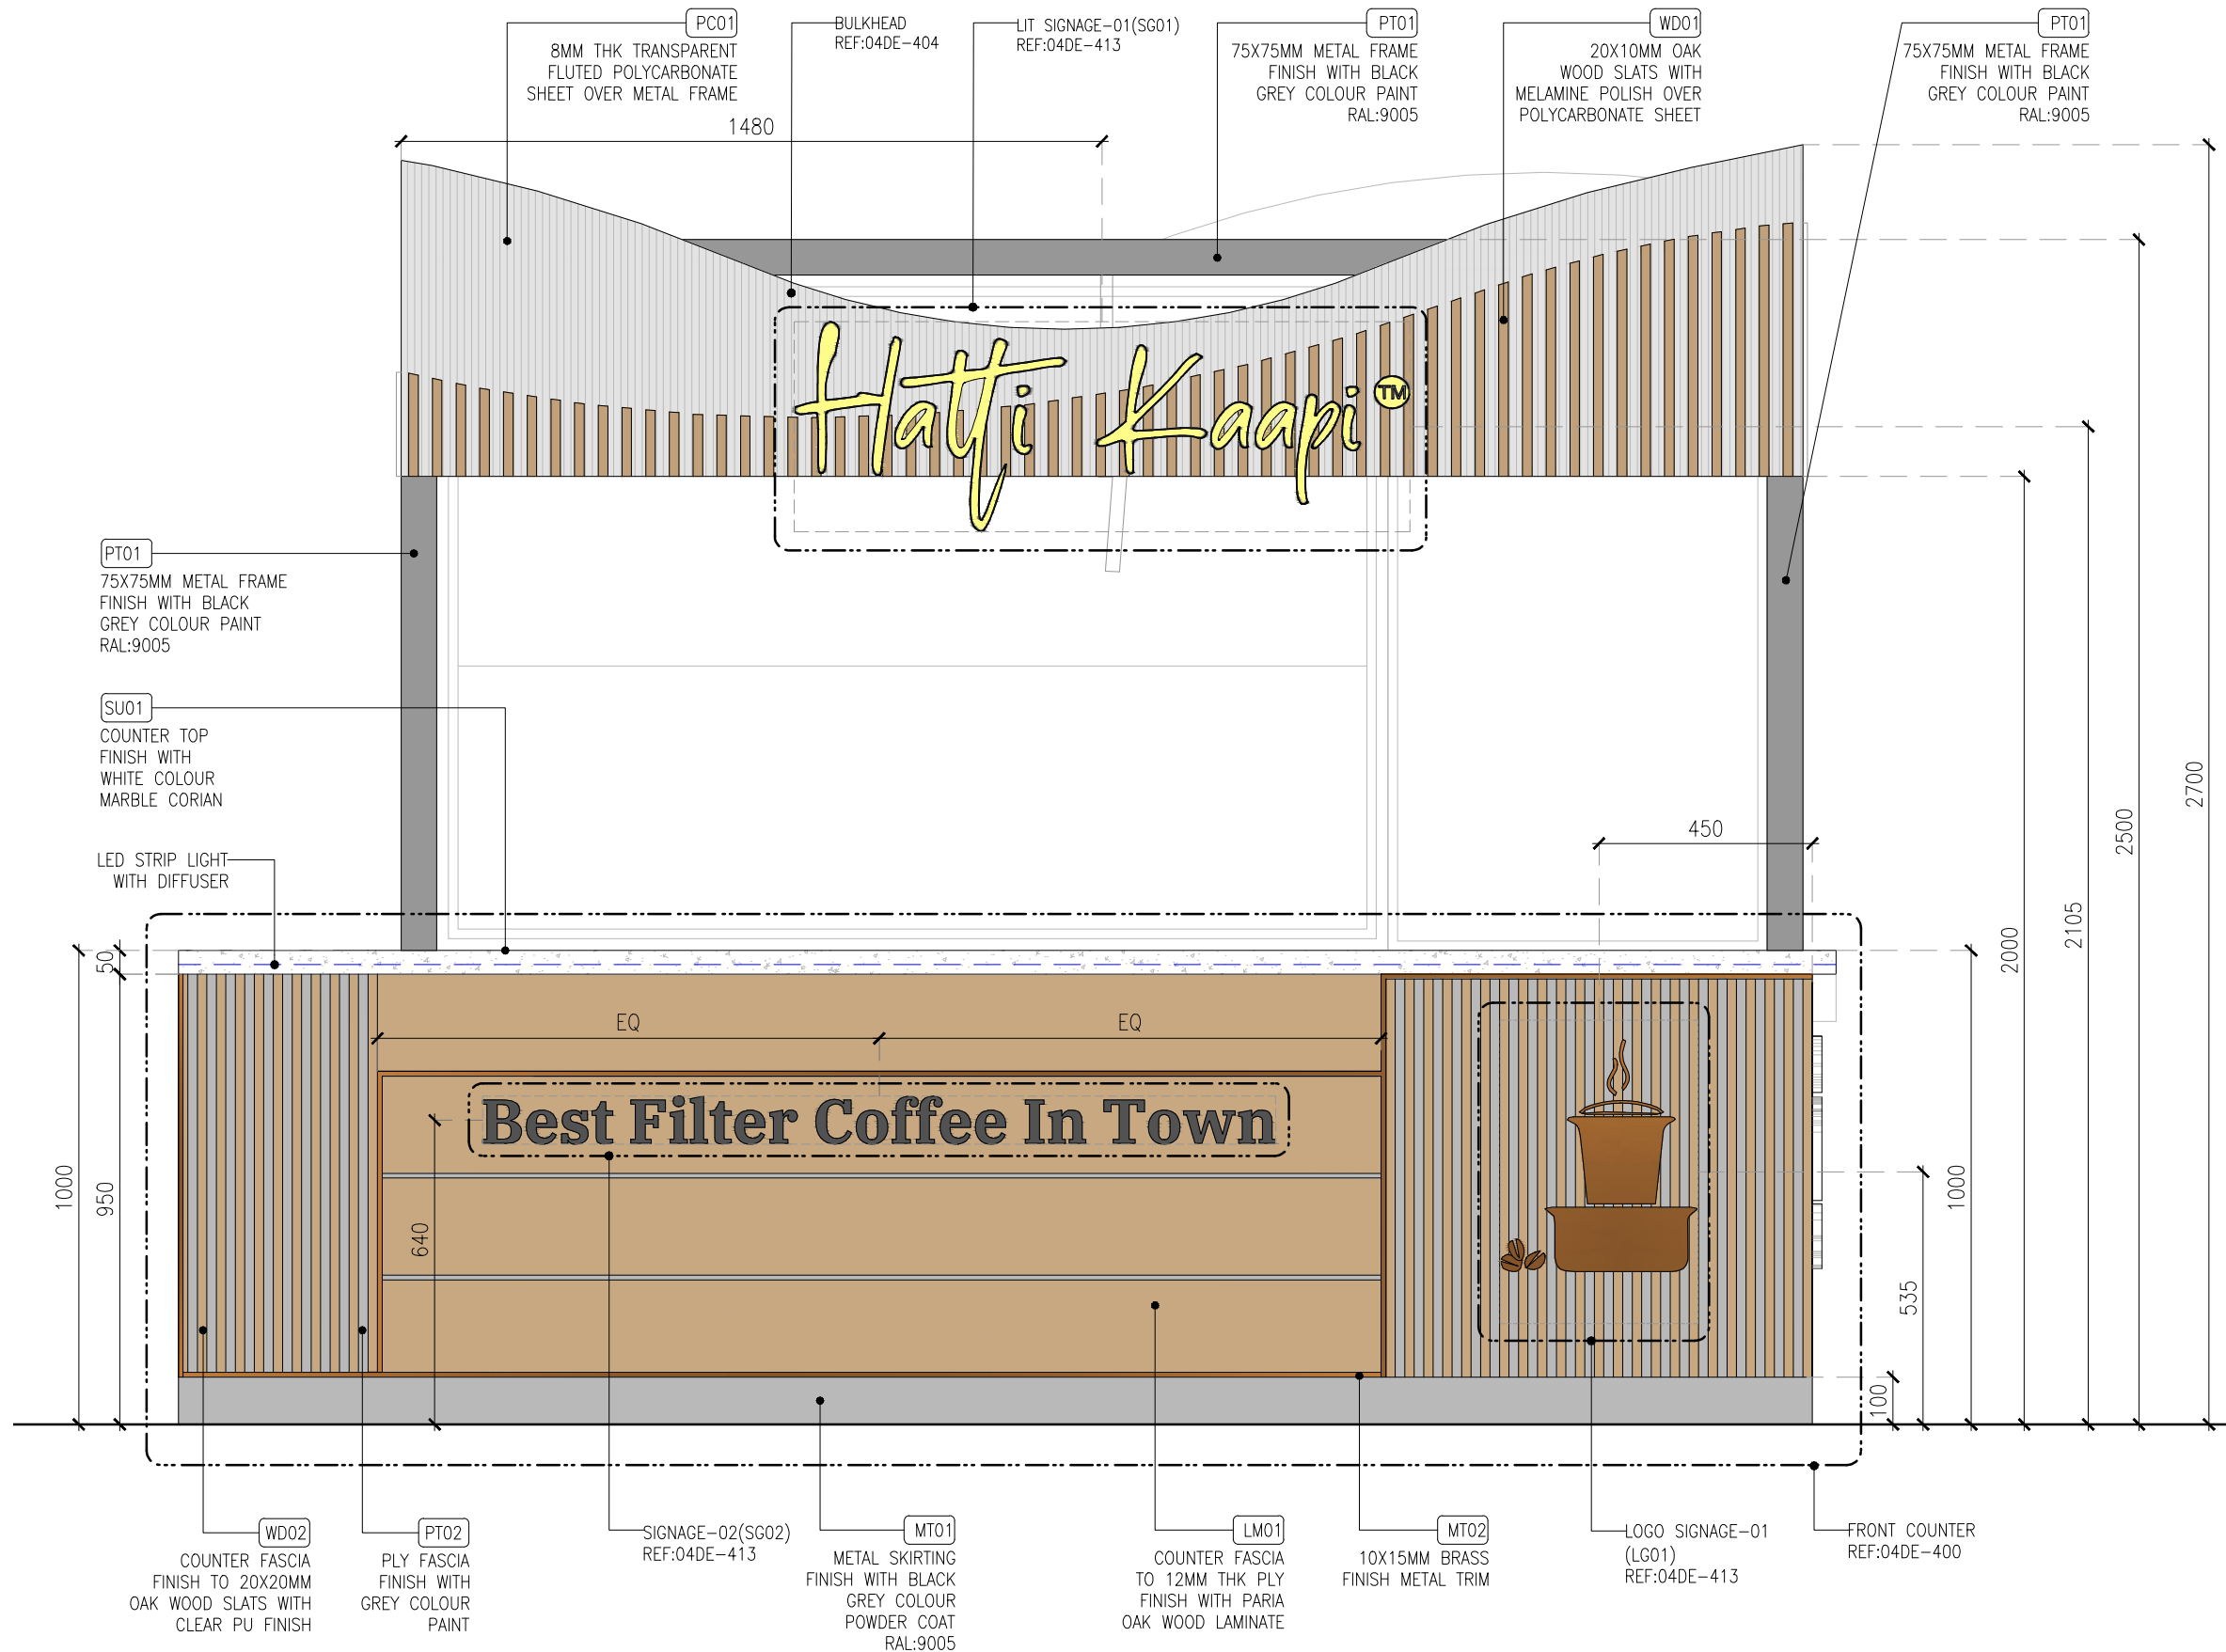 PC01
8MM THK TRANSPARENT
FLUTED POLYCARBONATE
SHEET OVER METAL FRAME
BULKHEAD
REF:04DE-404
LIT SIGNAGE-01(SG01)
REF:04DE-413
PT01
75X75MM METAL FRAME
FINISH WITH BLACK
GREY COLOUR PAINT
RAL:9005
WD01
20X10MM OAK
WOOD SLATS WITH
MELAMINE POLISH OVER
POLYCARBONATE SHEET
PT01
75X75MM METAL FRAME
FINISH WITH BLACK
GREY COLOUR PAINT
RAL:9005
1480
Hatti Kaapi TM
PT01
75X75MM METAL FRAME
FINISH WITH BLACK
GREY COLOUR PAINT
RAL:9005
SU01
COUNTER TOP
FINISH WITH
WHITE COLOUR
MARBLE CORIAN
LED STRIP LIGHT
WITH DIFFUSER
450
2700
2500
2105
2000
1000
535
100
50
1000
950
640
EQ
EQ
Best Filter Coffee In Town
WD02
COUNTER FASCIA
FINISH TO 20X20MM
OAK WOOD SLATS WITH
CLEAR PU FINISH
PT02
PLY FASCIA
FINISH WITH
GREY COLOUR
PAINT
SIGNAGE-02(SG02)
REF:04DE-413
MT01
METAL SKIRTING
FINISH WITH BLACK
GREY COLOUR
POWDER COAT
RAL:9005
LM01
COUNTER FASCIA
TO 12MM THK PLY
FINISH WITH PARIA
OAK WOOD LAMINATE
MT02
10X15MM BRASS
FINISH METAL TRIM
LOGO SIGNAGE-01
(LG01)
REF:04DE-413
FRONT COUNTER
REF:04DE-400